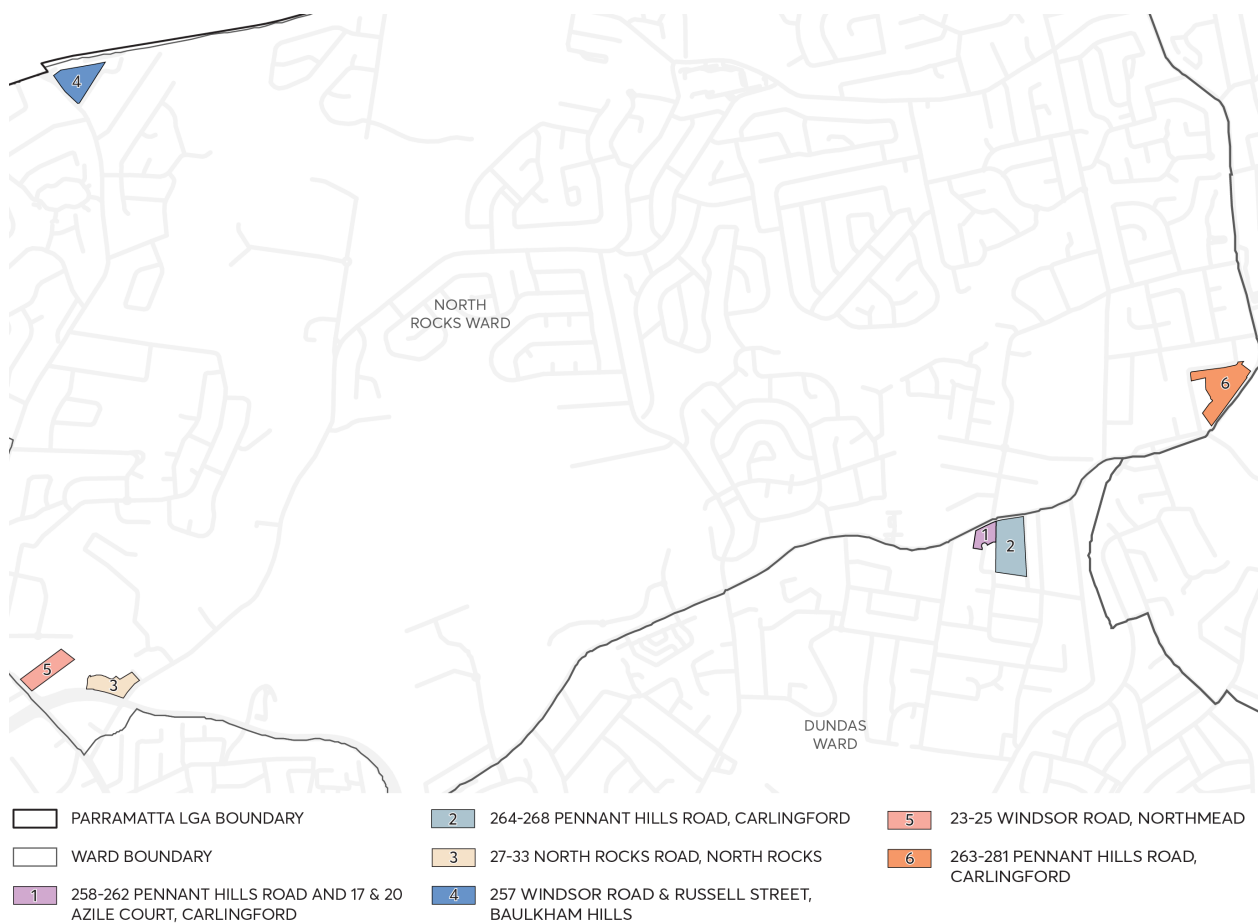 4
NORTH
ROCKS WARD
6
1
2
5
3
DUNDAS
WARD
PARRAMATTA LGA BOUNDARY
WARD BOUNDARY
1 258-262 PENNANT HILLS ROAD AND 17 & 20
AZILE COURT, CARLINGFORD
2 264-268 PENNANT HILLS ROAD, CARLINGFORD
3 27-33 NORTH ROCKS ROAD, NORTH ROCKS
4 257 WINDSOR ROAD & RUSSELL STREET,
BAULKHAM HILLS
5 23-25 WINDSOR ROAD, NORTHMEAD
6 263-281 PENNANT HILLS ROAD,
CARLINGFORD